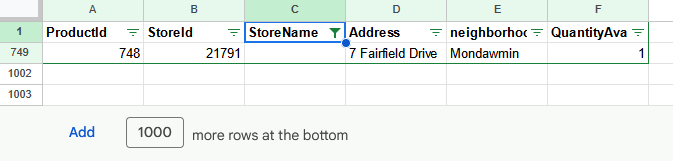 A B C D E F
1 ProductId StoreId StoreName Address neighborhoo QuantityAva
749 748 21791 7 Fairfield Drive Mondawmin 1
1002
1003
Add 1000 more rows at the bottom